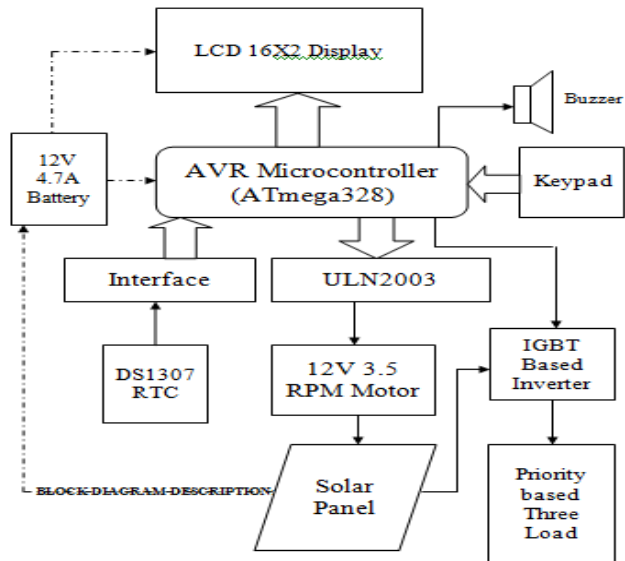 LCD 16X2 Display
Buzzer
12V
4.7A
Battery
AVR Microcontroller
(ATmega328)
Keypad
Interface
ULN2003
DS1307
RTC
12V 3.5
RPM Motor
IGBT
Based
Inverter
BLOCK DIAGRAM DESCRIPTION
Solar
Panel
Priority
based
Three
Load